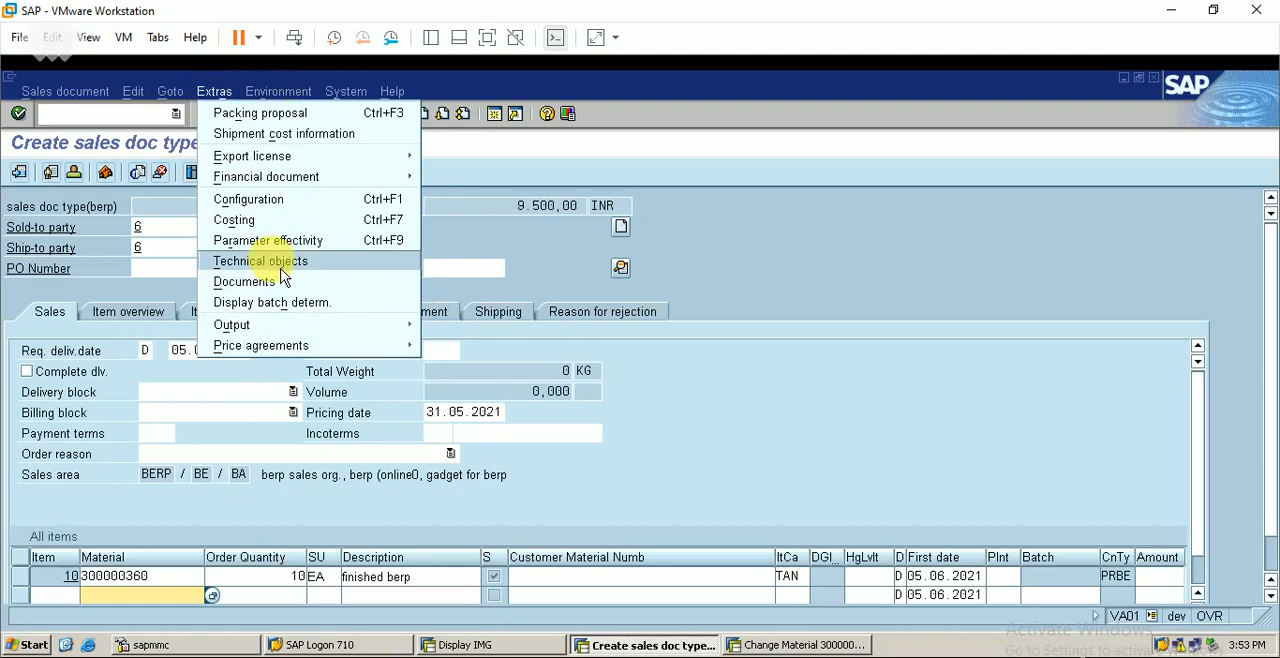 SAP - VMware Workstation
File Edit View VM Tabs Help
Sales document Edit Goto Extras Environment System Help
SAP
Packing proposal Ctrl+F3
Shipment cost information
Create sales doc type
Export license
Financial document
Configuration Ctrl+F1
sales doc type(berp) 9.500,00 INR
Costing Ctrl+F7
Sold-to party 6
Parameter effectivity Ctrl+F9
Ship-to party 6
Technical objects
PO Number
Documents
Display batch determ.
Sales Item overview It ment Shipping Reason for rejection
Output
Price agreements
Req. deliv.date D 05.
Complete dlv. Total Weight 0 KG
Delivery block Volume 0,000
Billing block Pricing date 31.05.2021
Payment terms Incoterms
Order reason
Sales area BERP / BE / BA berp sales org., berp (online0, gadget for berp
All items
Item Material Order Quantity SU Description S Customer Material Numb ItCa DGI... HgLvIt D First date Plnt Batch CnTy Amount
10 300000360 10 EA finished berp TAN D 05.06.2021 PRBE
D 05.06.2021
VA01 dev OVR
Activate Windows
Go to Settings to activate
Start sapmmc SAP Logon 710 Display IMG Create sales doc type... Change Material 300000... 3:53 PM